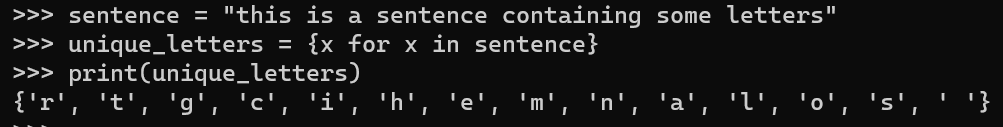 >>> sentence = "this is a sentence containing some letters"
>>> unique_letters = {x for x in sentence}
>>> print(unique_letters)
{'r', 't', 'g', 'c', 'i', 'h', 'e', 'm', 'n', 'a', 'l', 'o', 's', ' '}
>>>